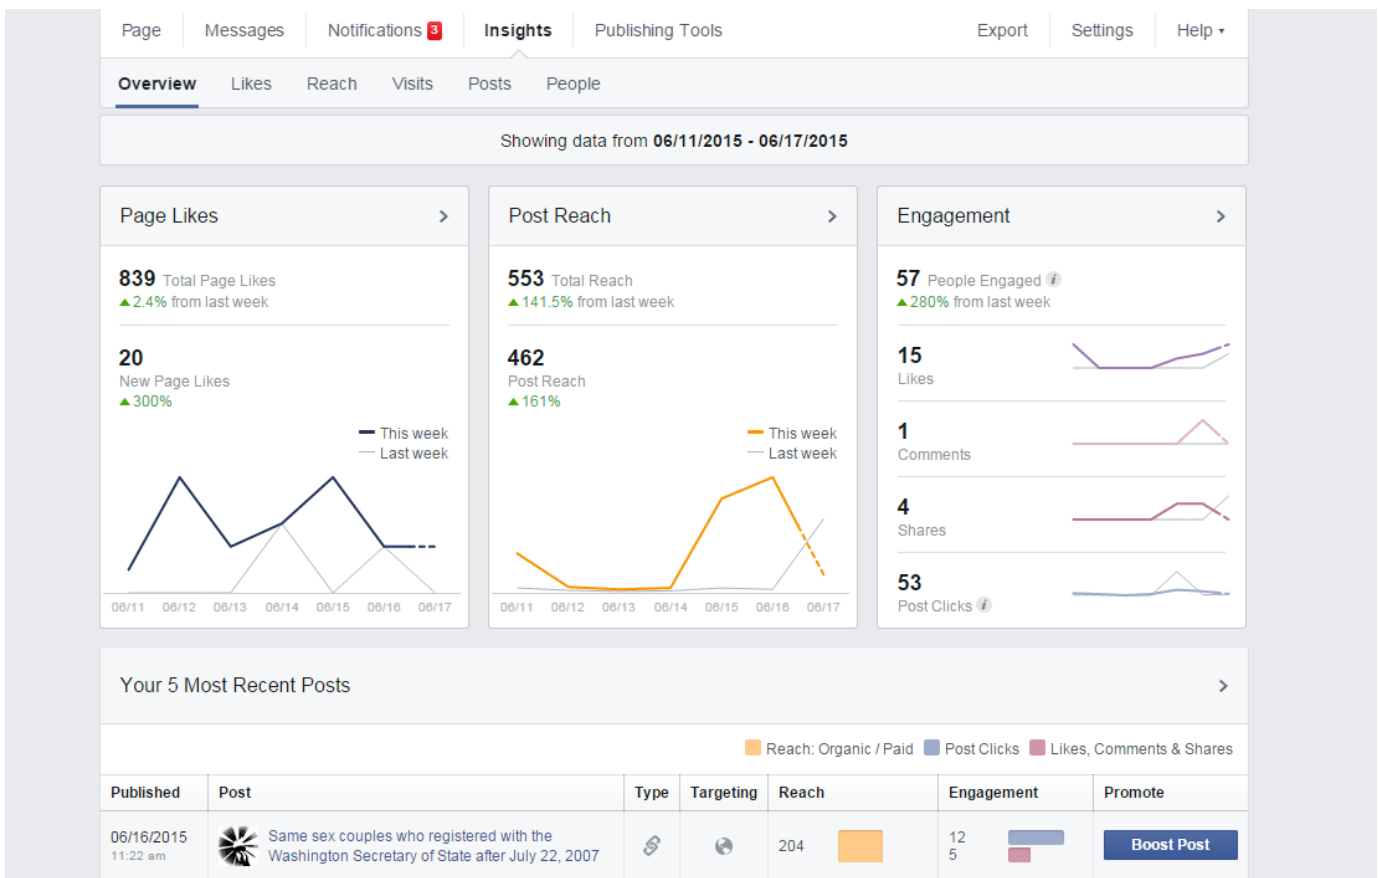 Page Messages Notifications 3 Insights Publishing Tools Export Settings Help
Overview Likes Reach Visits Posts People
Showing data from 06/11/2015 - 06/17/2015
Page Likes
839 Total Page Likes
2.4% from last week
20
New Page Likes
300%
This week
Last week
06/11 06/12 06/13 06/14 06/15 06/16 06/17
Post Reach
553 Total Reach
141.5% from last week
462
Post Reach
161%
This week
Last week
06/11 06/12 06/13 06/14 06/15 06/16 06/17
Engagement
57 People Engaged i
280% from last week
15
Likes
1
Comments
4
Shares
53
Post Clicks i
Your 5 Most Recent Posts
Reach: Organic / Paid Post Clicks Likes, Comments & Shares
Published Post Type Targeting Reach Engagement Promote
06/16/2015
11:22 am
Same sex couples who registered with the
Washington Secretary of State after July 22, 2007
204
12
5
Boost Post